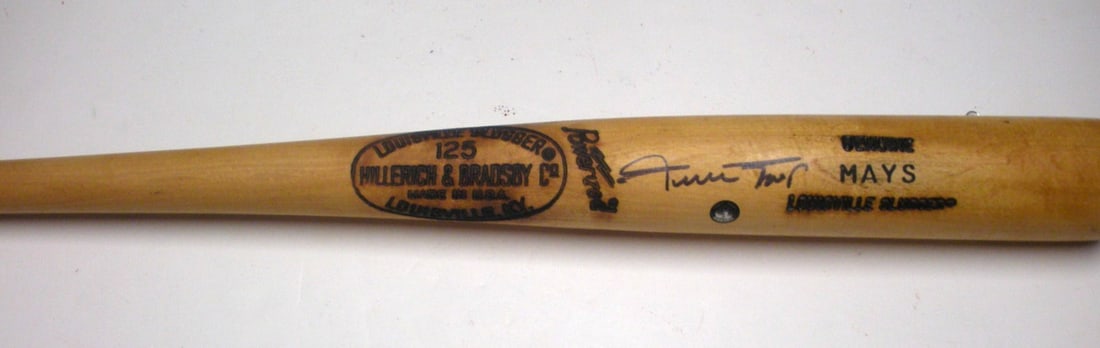 LOUISVILLE SLUGGER®
125
HILLERICH & BRADSBY Cº
MADE IN U.S.A.
LOUISVILLE, KY.
Powerized
GENUINE
MAYS
LOUISVILLE SLUGGER®